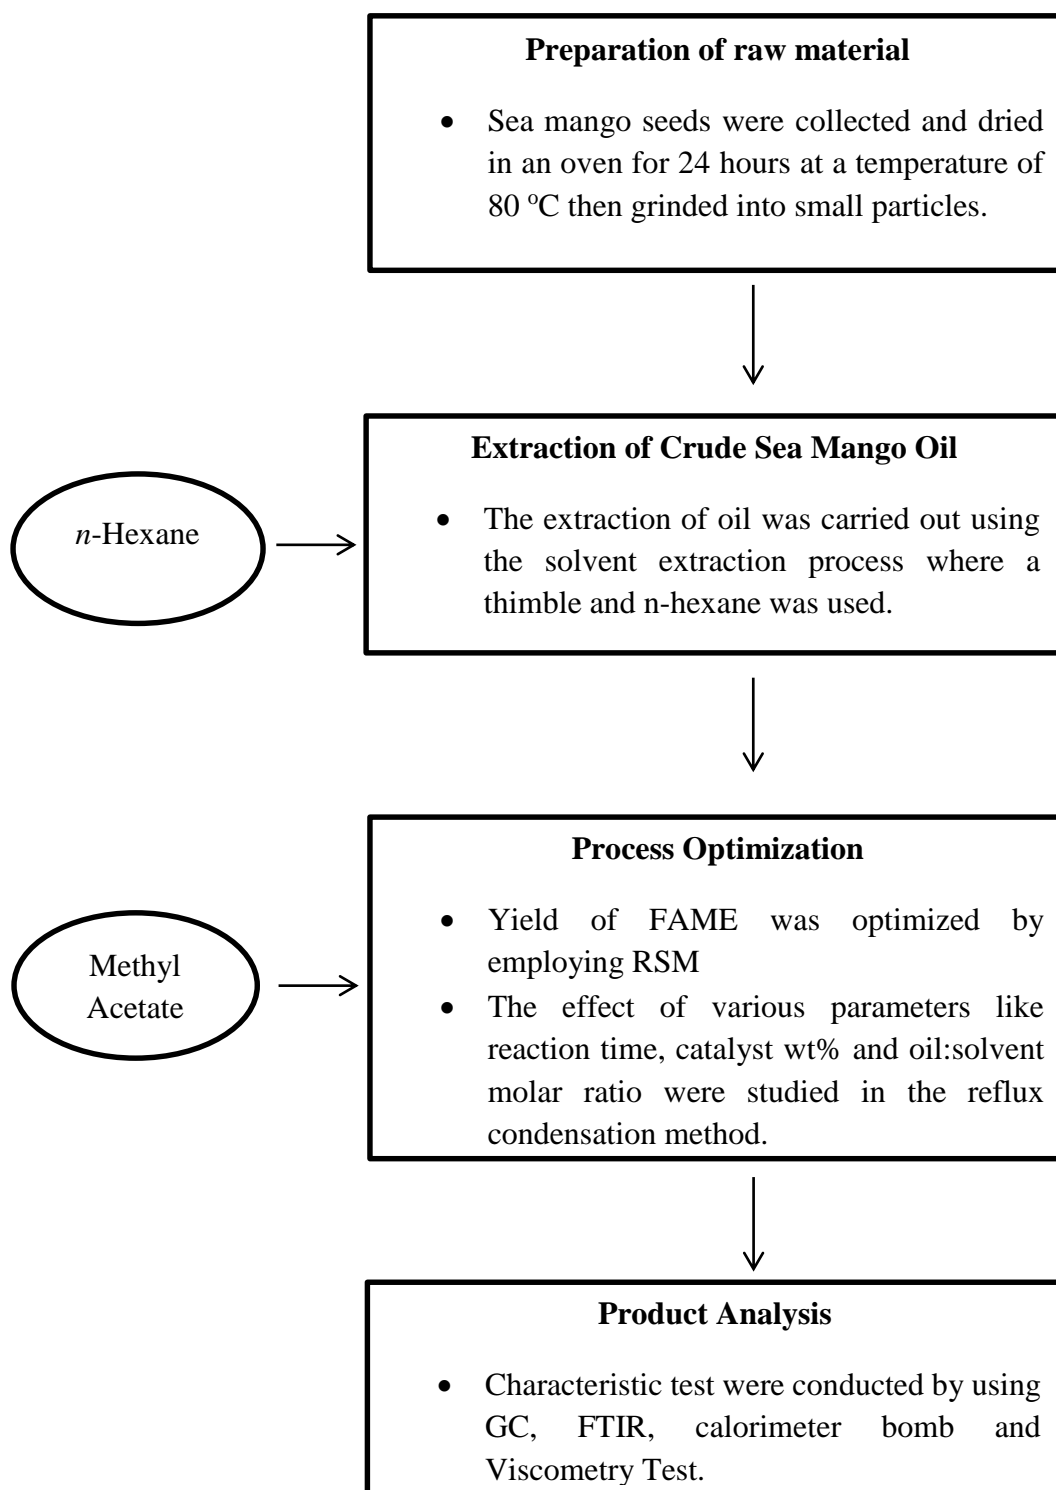 Preparation of raw material
• Sea mango seeds were collected and dried
in an oven for 24 hours at a temperature of
80 ºC then grinded into small particles.
Extraction of Crude Sea Mango Oil
n-Hexane
• The extraction of oil was carried out using
the solvent extraction process where a
thimble and n-hexane was used.
Process Optimization
• Yield of FAME was optimized by
employing RSM
Methyl
Acetate
• The effect of various parameters like
reaction time, catalyst wt% and oil:solvent
molar ratio were studied in the reflux
condensation method.
Product Analysis
• Characteristic test were conducted by using
GC, FTIR, calorimeter bomb and
Viscometry Test.